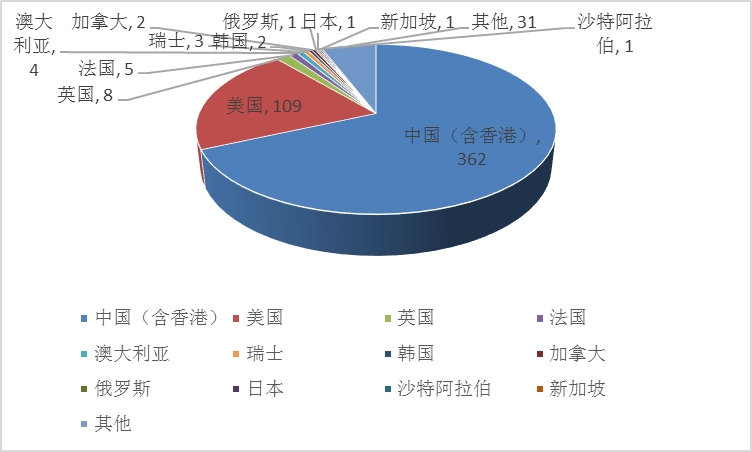 澳大
利亚,
4
加拿大, 2
瑞士, 3
韩国, 2
俄罗斯, 1
日本, 1
新加坡, 1
其他, 31
沙特阿拉
伯, 1
法国, 5
英国, 8
美国, 109
中国（含香港）,
362
中国（含香港） 美国 英国 法国
澳大利亚 瑞士 韩国 加拿大
俄罗斯 日本 沙特阿拉伯 新加坡
其他